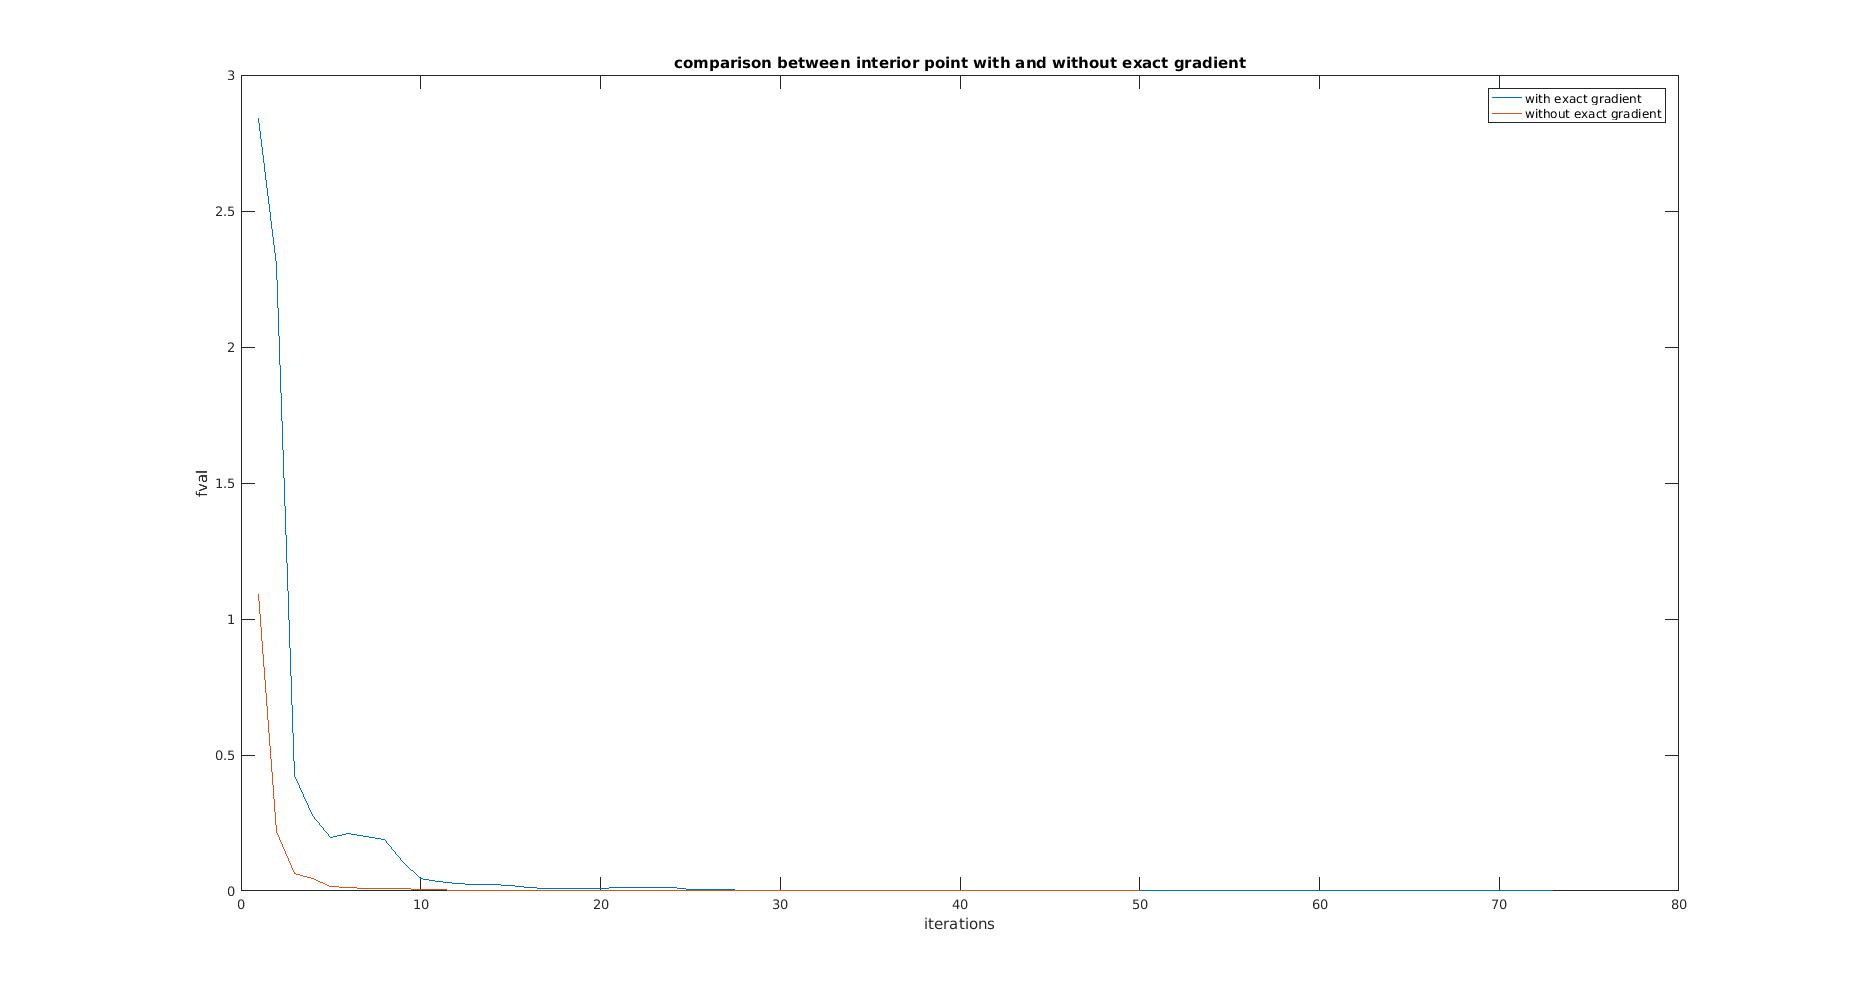 comparison between interior point with and without exact gradient
with exact gradient
without exact gradient
3
2.5
2
1.5
1
0.5
0
fval
0 10 20 30 40 50 60 70 80
iterations